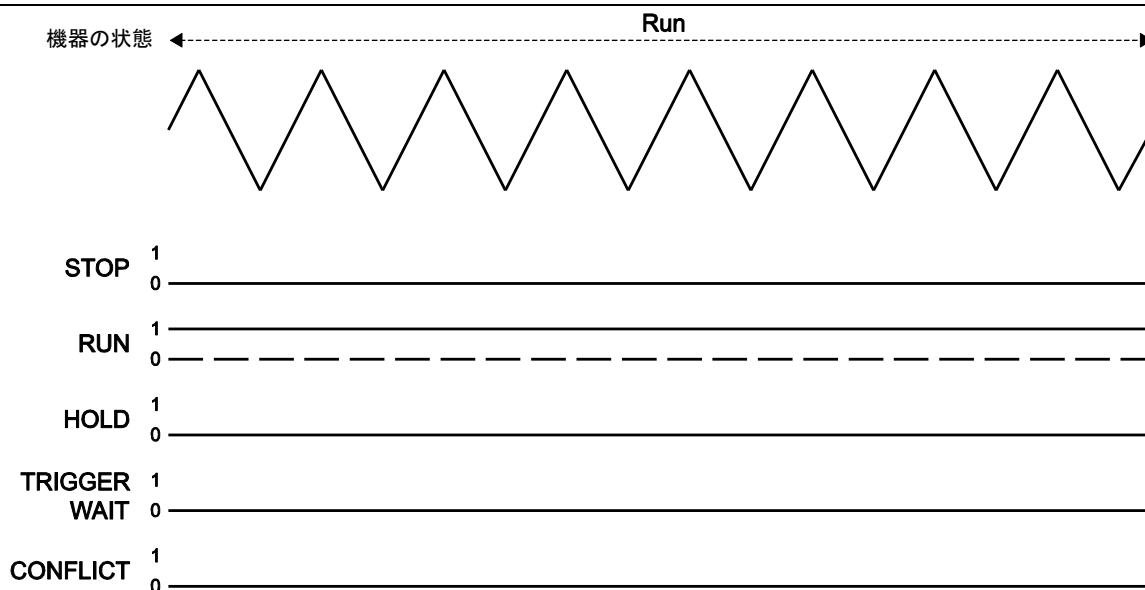 Run
機器の状態
STOP
1
0
RUN
1
0
HOLD
1
0
TRIGGER
WAIT
1
0
CONFLICT
1
0